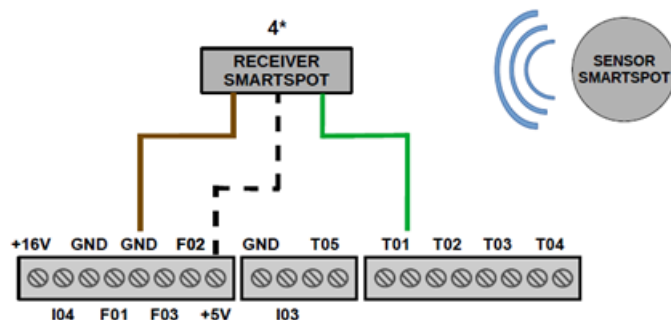 4*
RECEIVER
SMARTSPOT
SENSOR
SMARTSPOT
+16V GND GND F02 GND T05 T01 T02 T03 T04
I04 F01 F03 +5V I03